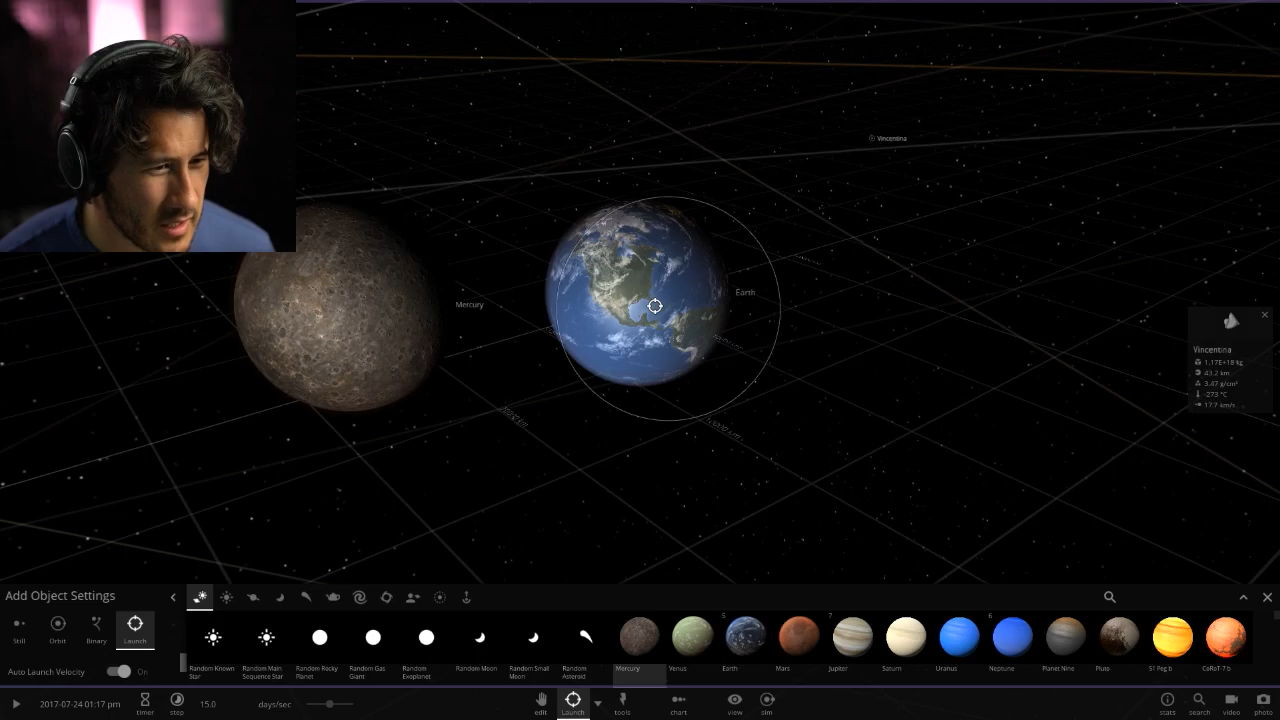 Vincentina
Mercury
Earth
Vincentina
1.17E+18 kg
43.2 km
3.47 g/cm³
-273 °C
17.7 km/s
Add Object Settings
Still
Orbit
Binary
Launch
Auto Launch Velocity
On
5
7
6
Random Known Star
Random Main Sequence Star
Random Rocky Planet
Random Gas Giant
Random Exoplanet
Random Moon
Random Small Moon
Random Asteroid
Mercury
Venus
Earth
Mars
Jupiter
Saturn
Uranus
Neptune
Planet Nine
Pluto
51 Peg b
CoRoT-7 b
2017-07-24 01:17 pm
timer
step
15.0
days/sec
edit
Launch
tools
chart
view
sim
stats
search
video
photo